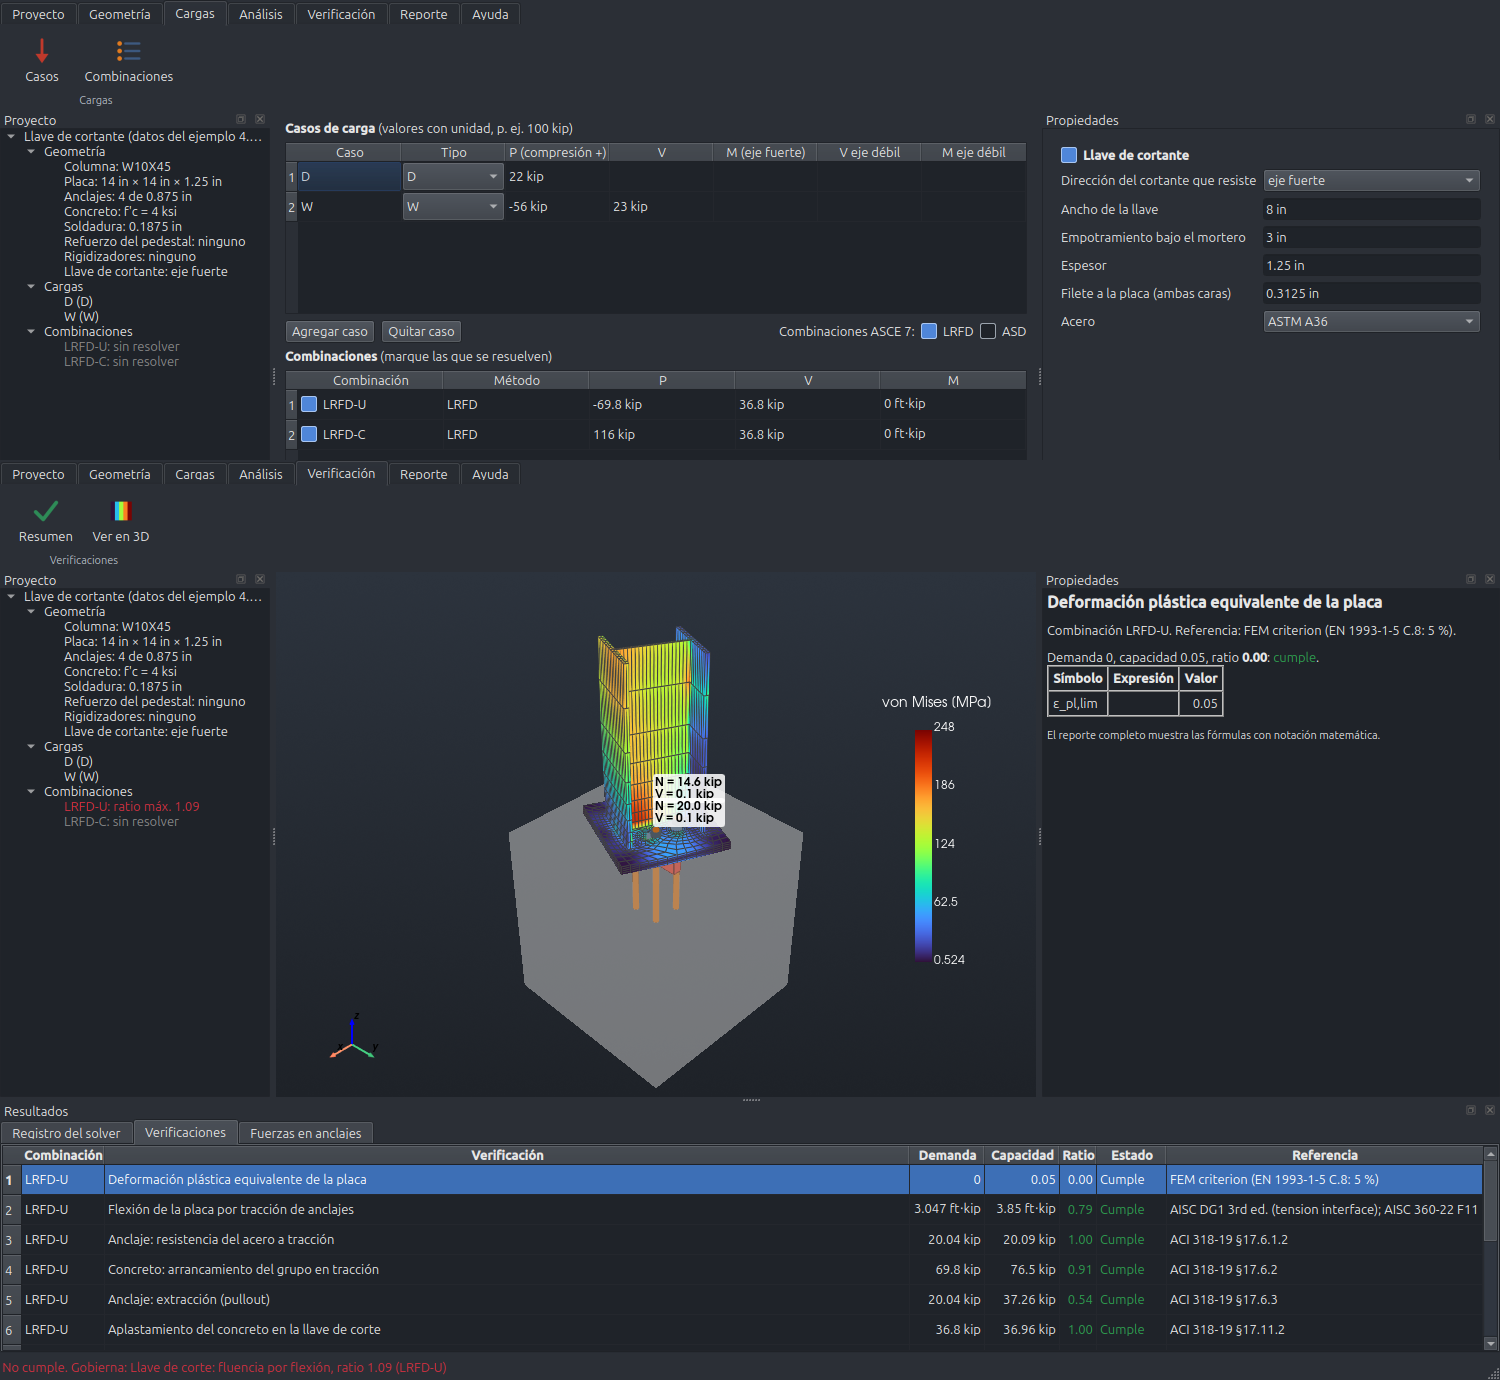 Proyecto Geometría Cargas Análisis Verificación Reporte Ayuda
Casos Combinaciones
Cargas
Proyecto
Llave de cortante (datos del ejemplo 4....
Geometría
Columna: W10X45
Placa: 14 in × 14 in × 1.25 in
Anclajes: 4 de 0.875 in
Concreto: f'c = 4 ksi
Soldadura: 0.1875 in
Refuerzo del pedestal: ninguno
Rigidizadores: ninguno
Llave de cortante: eje fuerte
Cargas
D (D)
W (W)
Combinaciones
LRFD-U: sin resolver
LRFD-C: sin resolver
Casos de carga (valores con unidad, p. ej. 100 kip)
Caso Tipo P (compresión +) V M (eje fuerte) V eje débil M eje débil
1 D D 22 kip
2 W W -56 kip 23 kip
Agregar caso Quitar caso Combinaciones ASCE 7: LRFD ASD
Combinaciones (marque las que se resuelven)
Combinación Método P V M
1 LRFD-U LRFD -69.8 kip 36.8 kip 0 ft·kip
2 LRFD-C LRFD 116 kip 36.8 kip 0 ft·kip
Propiedades
Llave de cortante
Dirección del cortante que resiste eje fuerte
Ancho de la llave 8 in
Empotramiento bajo el mortero 3 in
Espesor 1.25 in
Filete a la placa (ambas caras) 0.3125 in
Acero ASTM A36
Proyecto Geometría Cargas Análisis Verificación Reporte Ayuda
Resumen Ver en 3D
Verificaciones
Proyecto
Llave de cortante (datos del ejemplo 4....
Geometría
Columna: W10X45
Placa: 14 in × 14 in × 1.25 in
Anclajes: 4 de 0.875 in
Concreto: f'c = 4 ksi
Soldadura: 0.1875 in
Refuerzo del pedestal: ninguno
Rigidizadores: ninguno
Llave de cortante: eje fuerte
Cargas
D (D)
W (W)
Combinaciones
LRFD-U: ratio máx. 1.09
LRFD-C: sin resolver
N = 14.6 kip
V = 0.1 kip
N = 20.0 kip
V = 0.1 kip
von Mises [MPa]
248
186
124
62.5
0.524
z
x y
Propiedades
Deformación plástica equivalente de la placa
Combinación LRFD-U. Referencia: FEM criterion (EN 1993-1-5 C.8: 5 %).
Demanda 0, capacidad 0.05, ratio 0.00: cumple.
Símbolo Expresión Valor
ε_pl,lim 0.05
El reporte completo muestra las fórmulas con notación matemática.
Resultados
Registro del solver Verificaciones Fuerzas en anclajes
Combinación Verificación Demanda Capacidad Ratio Estado Referencia
1 LRFD-U Deformación plástica equivalente de la placa 0 0.05 0.00 Cumple FEM criterion (EN 1993-1-5 C.8: 5 %)
2 LRFD-U Flexión de la placa por tracción de anclajes 3.047 ft·kip 3.85 ft·kip 0.79 Cumple AISC DG1 3rd ed. (tension interface); AISC 360-22 F11
3 LRFD-U Anclaje: resistencia del acero a tracción 20.04 kip 20.09 kip 1.00 Cumple ACI 318-19 §17.6.1.2
4 LRFD-U Concreto: arrancamiento del grupo en tracción 69.8 kip 76.5 kip 0.91 Cumple ACI 318-19 §17.6.2
5 LRFD-U Anclaje: extracción (pullout) 20.04 kip 37.26 kip 0.54 Cumple ACI 318-19 §17.6.3
6 LRFD-U Aplastamiento del concreto en la llave de corte 36.8 kip 36.96 kip 1.00 Cumple ACI 318-19 §17.11.2
No cumple. Gobierna: Llave de corte: fluencia por flexión, ratio 1.09 (LRFD-U)